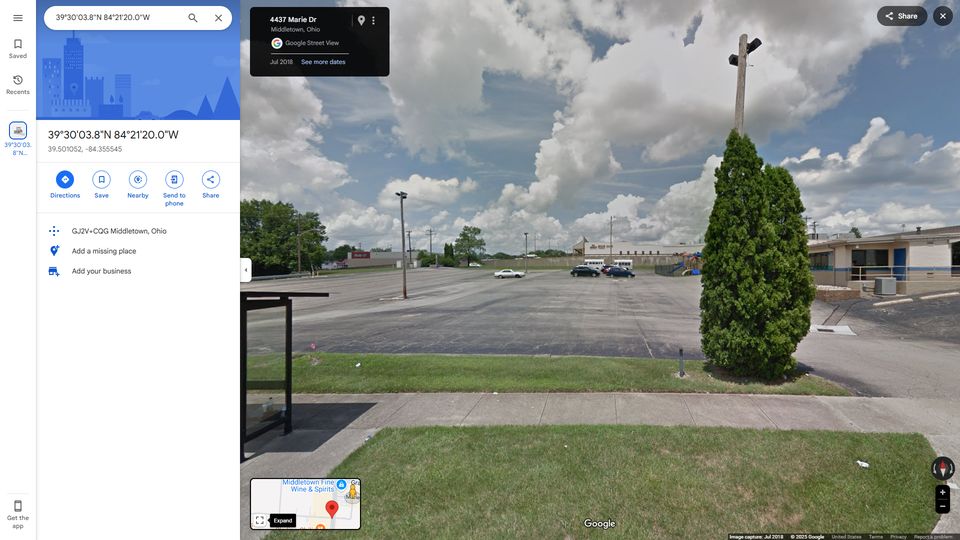 39°30'03.8"N 84°21'20.0"W
Saved
Recents
39°30'03.
8"N...
39°30'03.8"N 84°21'20.0"W
39.501052, -84.355545
Directions
Save
Nearby
Send to
phone
Share
GJ2V+CQG Middletown, Ohio
Add a missing place
Add your business
Get the
app
4437 Marie Dr
Middletown, Ohio
Google Street View
Jul 2018 See more dates
Share
Middletown Fine
Wine & Spirits
Expand
Google
Image capture: Jul 2018 © 2025 Google United States Terms Privacy Report a problem